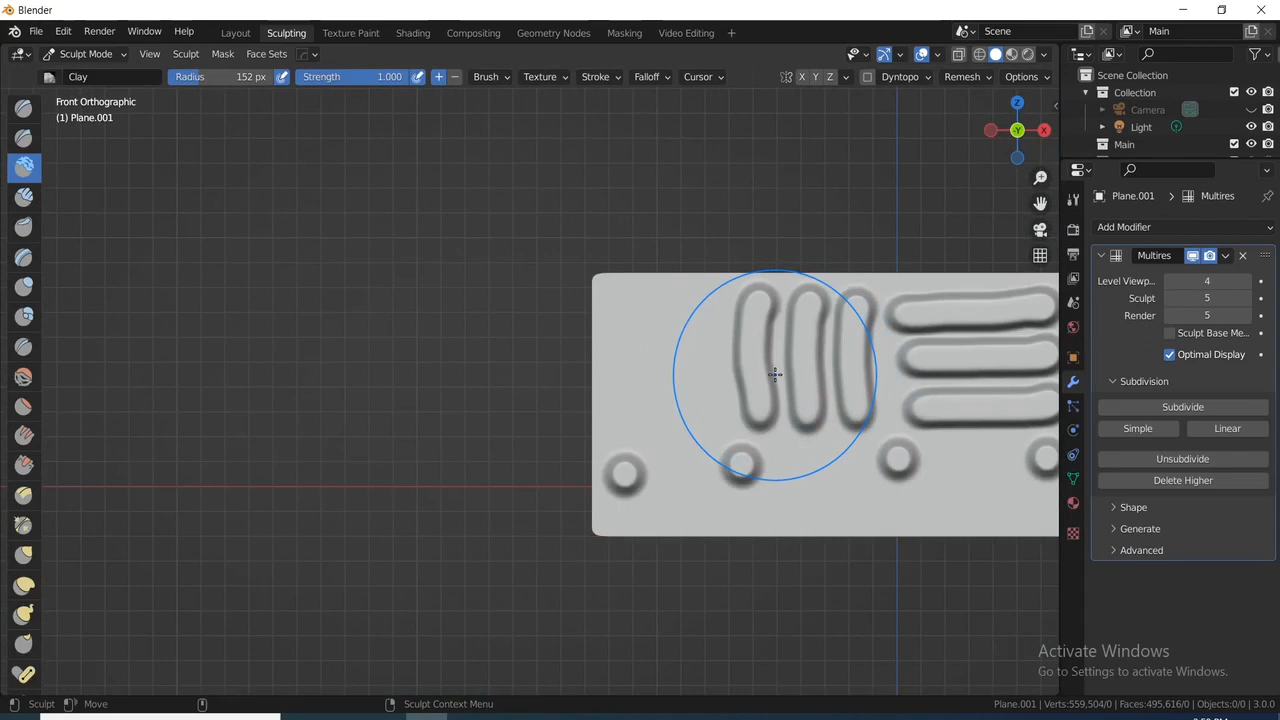 Blender
File Edit Render Window Help Layout Sculpting Texture Paint Shading Animation Rendering Compositing Geometry Nodes Masking Video Editing + Scene Main
Sculpt Mode View Sculpt Mask Face Sets
Clay Radius 152 px Strength 1.000 + − Brush Texture Stroke Falloff Cursor X Y Z Dyntopo Remesh Options
Front Orthographic
(1) Plane.001
Z
-Y
X
Scene Collection
Collection
Camera
Light
Main
Plane.001 > Multires
Add Modifier
Multires
Level Viewp... 4
Sculpt 5
Render 5
Sculpt Base Me...
Optimal Display
Subdivision
Subdivide
Simple Linear
Unsubdivide
Delete Higher
Shape
Generate
Advanced
Activate Windows
Go to Settings to activate Windows.
Sculpt Move Sculpt Context Menu Plane.001 | Verts:559,504/0 | Faces:495,616/0 | Objects:0/0 | 3.0.0